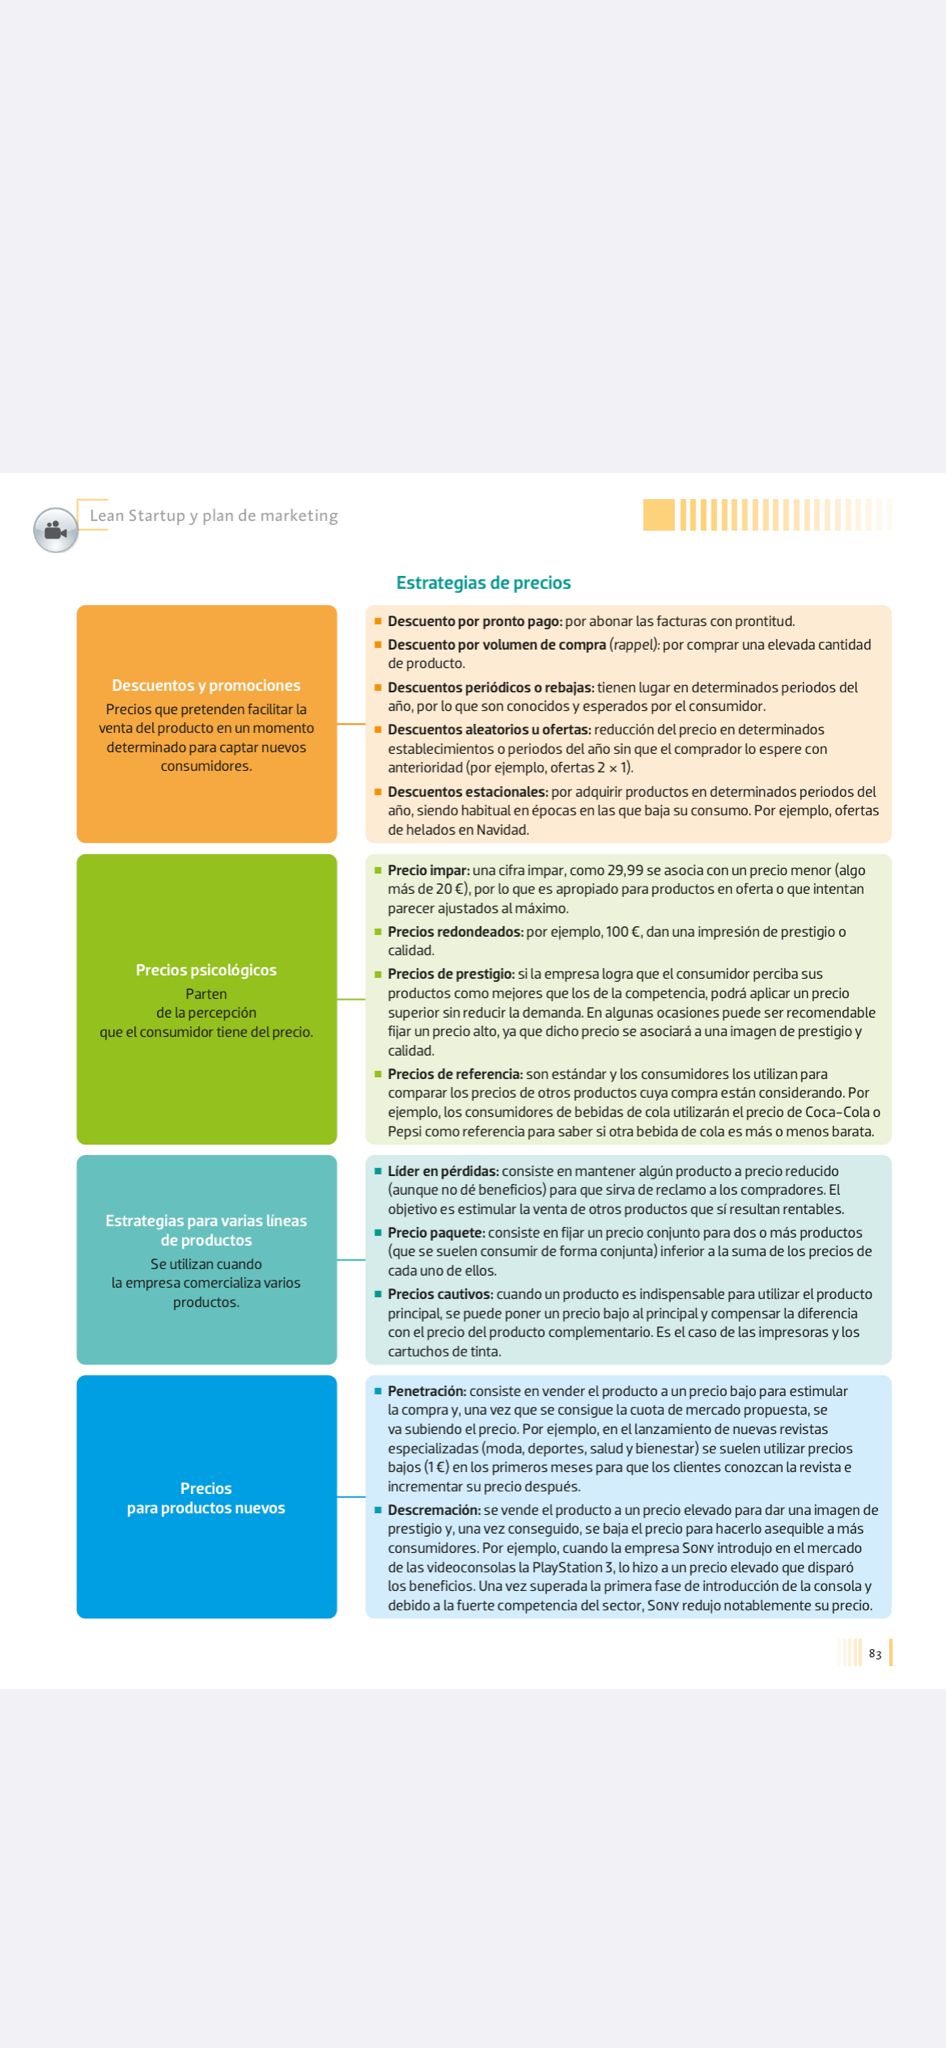 Lean Startup y plan de marketing
Estrategias de precios
Descuentos y promociones
Precios que pretenden facilitar la
venta del producto en un momento
determinado para captar nuevos
consumidores.
Descuento por pronto pago: por abonar las facturas con prontitud.
Descuento por volumen de compra (rappel): por comprar una elevada cantidad
de producto.
Descuentos periódicos o rebajas: tienen lugar en determinados periodos del
año, por lo que son conocidos y esperados por el consumidor.
Descuentos aleatorios u ofertas: reducción del precio en determinados
establecimientos o periodos del año sin que el comprador lo espere con
anterioridad (por ejemplo, ofertas 2 × 1).
Descuentos estacionales: por adquirir productos en determinados periodos del
año, siendo habitual en épocas en las que baja su consumo. Por ejemplo, ofertas
de helados en Navidad.
Precios psicológicos
Parten
de la percepción
que el consumidor tiene del precio.
Precio impar: una cifra impar, como 29,99 se asocia con un precio menor (algo
más de 20 €), por lo que es apropiado para productos en oferta o que intentan
parecer ajustados al máximo.
Precios redondeados: por ejemplo, 100 €, dan una impresión de prestigio o
calidad.
Precios de prestigio: si la empresa logra que el consumidor perciba sus
productos como mejores que los de la competencia, podrá aplicar un precio
superior sin reducir la demanda. En algunas ocasiones puede ser recomendable
fijar un precio alto, ya que dicho precio se asociará a una imagen de prestigio y
calidad.
Precios de referencia: son estándar y los consumidores los utilizan para
comparar los precios de otros productos cuya compra están considerando. Por
ejemplo, los consumidores de bebidas de cola utilizarán el precio de Coca-Cola o
Pepsi como referencia para saber si otra bebida de cola es más o menos barata.
Estrategias para varias líneas
de productos
Se utilizan cuando
la empresa comercializa varios
productos.
Líder en pérdidas: consiste en mantener algún producto a precio reducido
(aunque no dé beneficios) para que sirva de reclamo a los compradores. El
objetivo es estimular la venta de otros productos que sí resultan rentables.
Precio paquete: consiste en fijar un precio conjunto para dos o más productos
(que se suelen consumir de forma conjunta) inferior a la suma de los precios de
cada uno de ellos.
Precios cautivos: cuando un producto es indispensable para utilizar el producto
principal, se puede poner un precio bajo al principal y compensar la diferencia
con el precio del producto complementario. Es el caso de las impresoras y los
cartuchos de tinta.
Precios
para productos nuevos
Penetración: consiste en vender el producto a un precio bajo para estimular
la compra y, una vez que se consigue la cuota de mercado propuesta, se
va subiendo el precio. Por ejemplo, en el lanzamiento de nuevas revistas
especializadas (moda, deportes, salud y bienestar) se suelen utilizar precios
bajos (1 €) en los primeros meses para que los clientes conozcan la revista e
incrementar su precio después.
Descremación: se vende el producto a un precio elevado para dar una imagen de
prestigio y, una vez conseguido, se baja el precio para hacerlo asequible a más
consumidores. Por ejemplo, cuando la empresa SONY introdujo en el mercado
de las videoconsolas la PlayStation 3, lo hizo a un precio elevado que disparó
los beneficios. Una vez superada la primera fase de introducción de la consola y
debido a la fuerte competencia del sector, SONY redujo notablemente su precio.
83